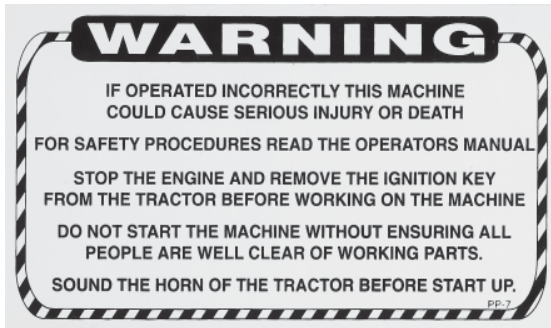 WARNING
IF OPERATED INCORRECTLY THIS MACHINE
COULD CAUSE SERIOUS INJURY OR DEATH
FOR SAFETY PROCEDURES READ THE OPERATORS MANUAL
STOP THE ENGINE AND REMOVE THE IGNITION KEY
FROM THE TRACTOR BEFORE WORKING ON THE MACHINE
DO NOT START THE MACHINE WITHOUT ENSURING ALL
PEOPLE ARE WELL CLEAR OF WORKING PARTS.
SOUND THE HORN OF THE TRACTOR BEFORE START UP.
PP-7